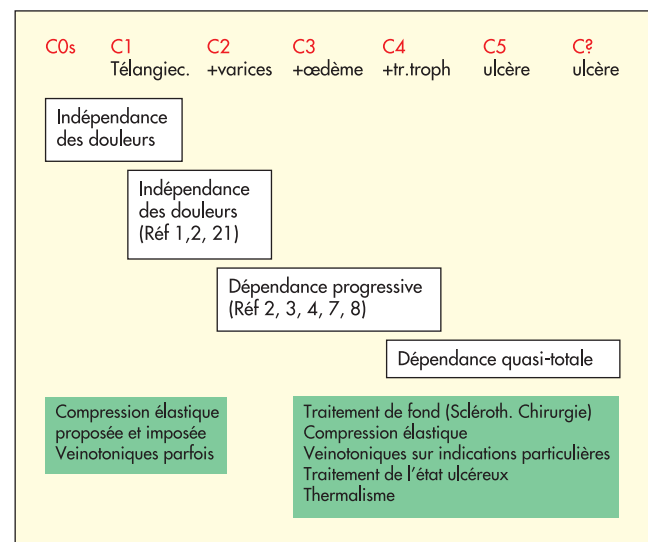 C0s C1 C2 C3 C4 C5 C?
Télangiec. +varices +œdème +tr.troph ulcère ulcère
Indépendance
des douleurs
Indépendance
des douleurs
(Réf 1,2, 21)
Dépendance progressive
(Réf 2, 3, 4, 7, 8)
Dépendance quasi-totale
Compression élastique
proposée et imposée
Veinotoniques parfois
Traitement de fond (Scléroth. Chirurgie)
Compression élastique
Veinotoniques sur indications particulières
Traitement de l'état ulcéreux
Thermalisme